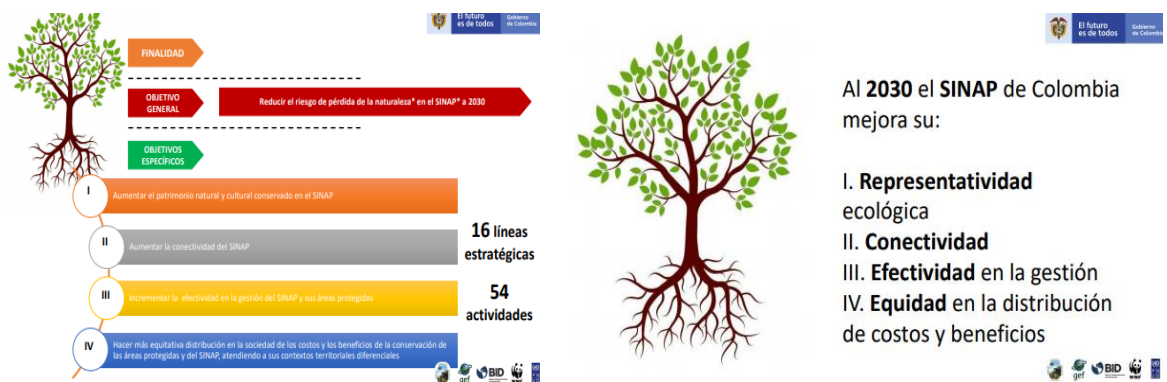 El futuro
es de todos
Gobierno
de Colombia
FINALIDAD
OBJETIVO
GENERAL
Reducir el riesgo de pérdida de la naturaleza* en el SINAP* a 2030
OBJETIVOS
ESPECÍFICOS
I
Aumentar el patrimonio natural y cultural conservado en el SINAP
II
Aumentar la conectividad del SINAP
16 líneas
estratégicas
III
Incrementar la efectividad en la gestión del SINAP y sus áreas protegidas
54
actividades
IV
Hacer más equitativa distribución en la sociedad de los costos y los beneficios de la conservación de
las áreas protegidas y del SINAP, atendiendo a sus contextos territoriales diferenciales
gef
BID
WWF
El futuro
es de todos
Gobierno
de Colombia
Al 2030 el SINAP de Colombia
mejora su:
I. Representatividad
ecológica
II. Conectividad
III. Efectividad en la gestión
IV. Equidad en la distribución
de costos y beneficios
gef
BID
WWF